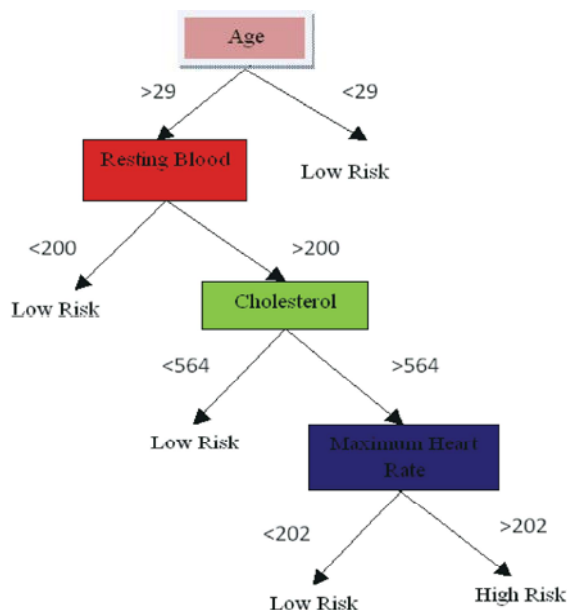 Age
>29
<29
Resting Blood
Low Risk
<200
>200
Low Risk
Cholesterol
<564
>564
Low Risk
Maximum Heart
Rate
<202
>202
Low Risk
High Risk